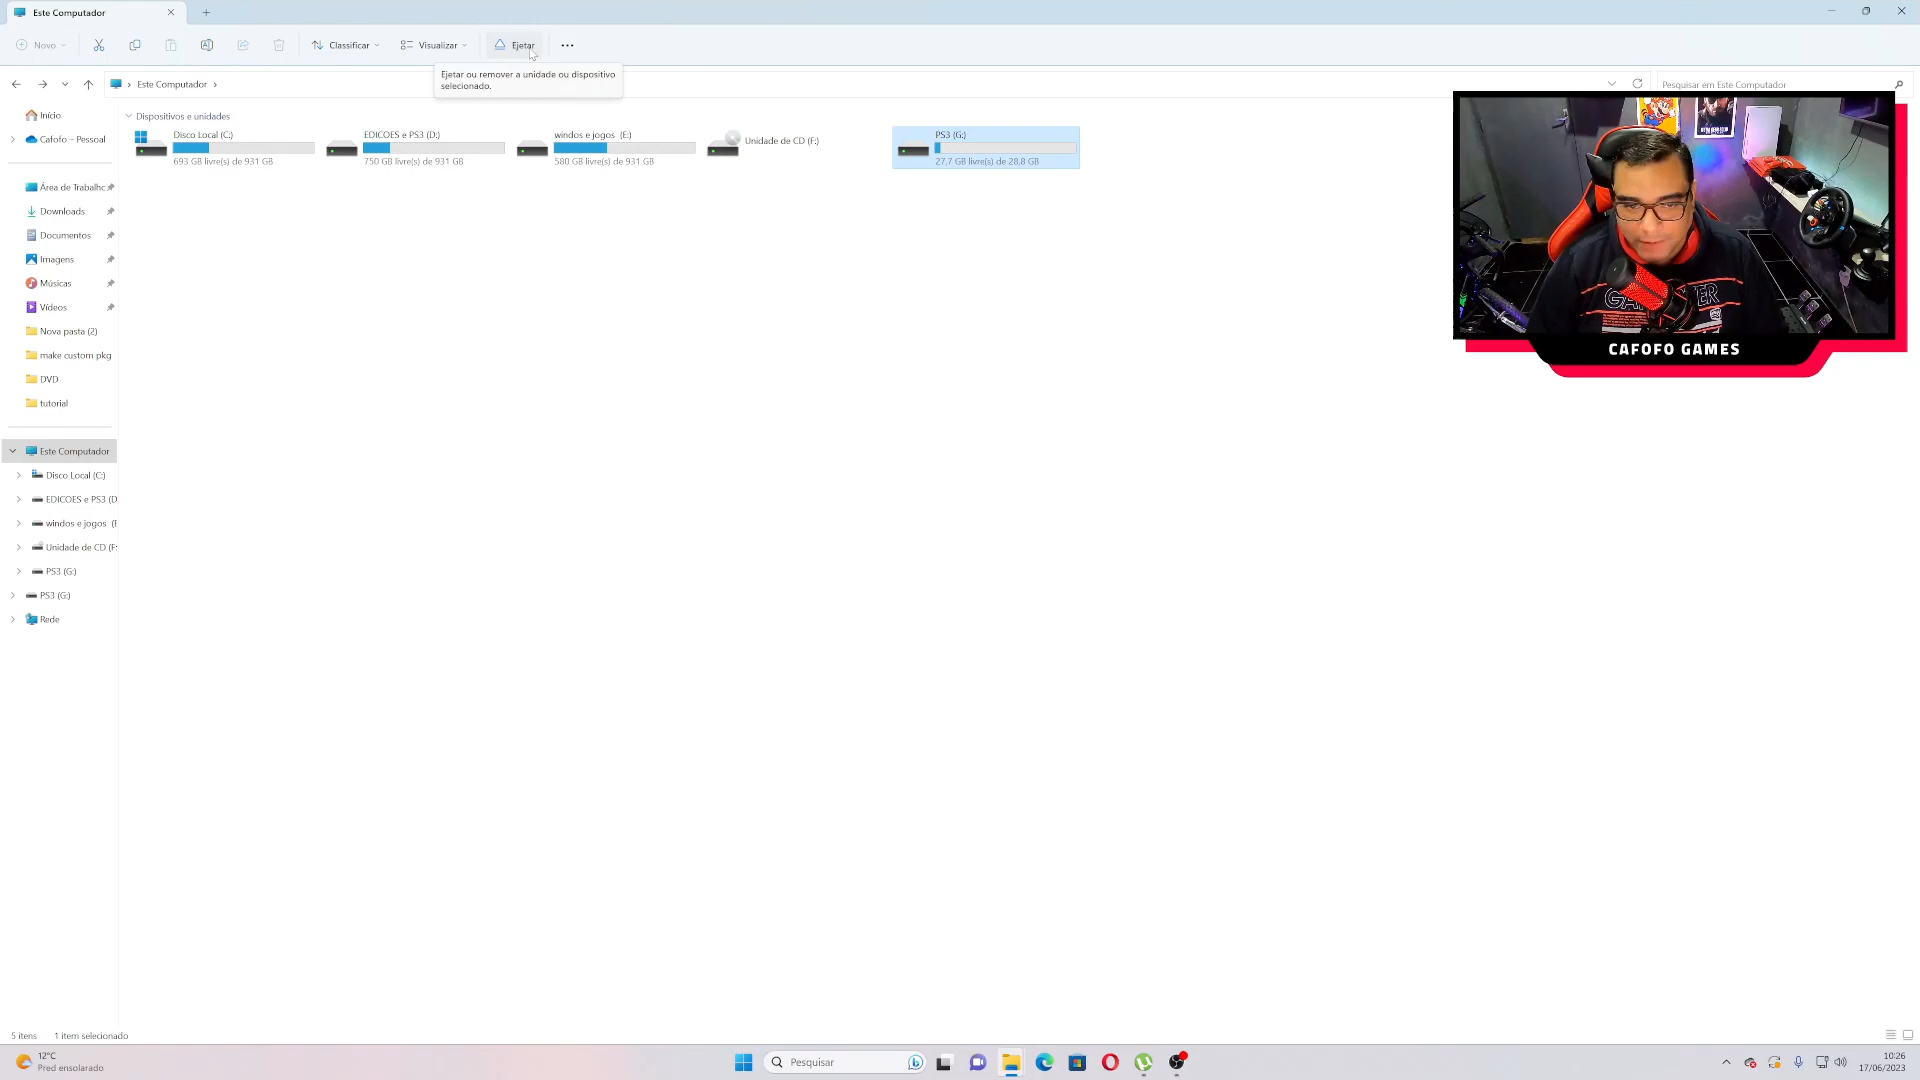 Este Computador
Novo
Classificar
Visualizar
Ejetar
Ejetar ou remover a unidade ou dispositivo
selecionado.
Este Computador
Pesquisar em Este Computador
Início
Cafofo – Pessoal
Área de Trabalhc
Downloads
Documentos
Imagens
Músicas
Vídeos
Nova pasta (2)
make custom pkg
DVD
tutorial
Este Computador
Disco Local (C:)
EDICOES e PS3 (D
windos e jogos (E
Unidade de CD (F:
PS3 (G:)
PS3 (G:)
Rede
Dispositivos e unidades
Disco Local (C:)
693 GB livre(s) de 931 GB
EDICOES e PS3 (D:)
750 GB livre(s) de 931 GB
windos e jogos (E:)
580 GB livre(s) de 931 GB
Unidade de CD (F:)
PS3 (G:)
27,7 GB livre(s) de 28,8 GB
CAFOFO GAMES
5 itens
1 item selecionado
12°C
Pred ensolarado
Pesquisar
10:26
17/06/2023